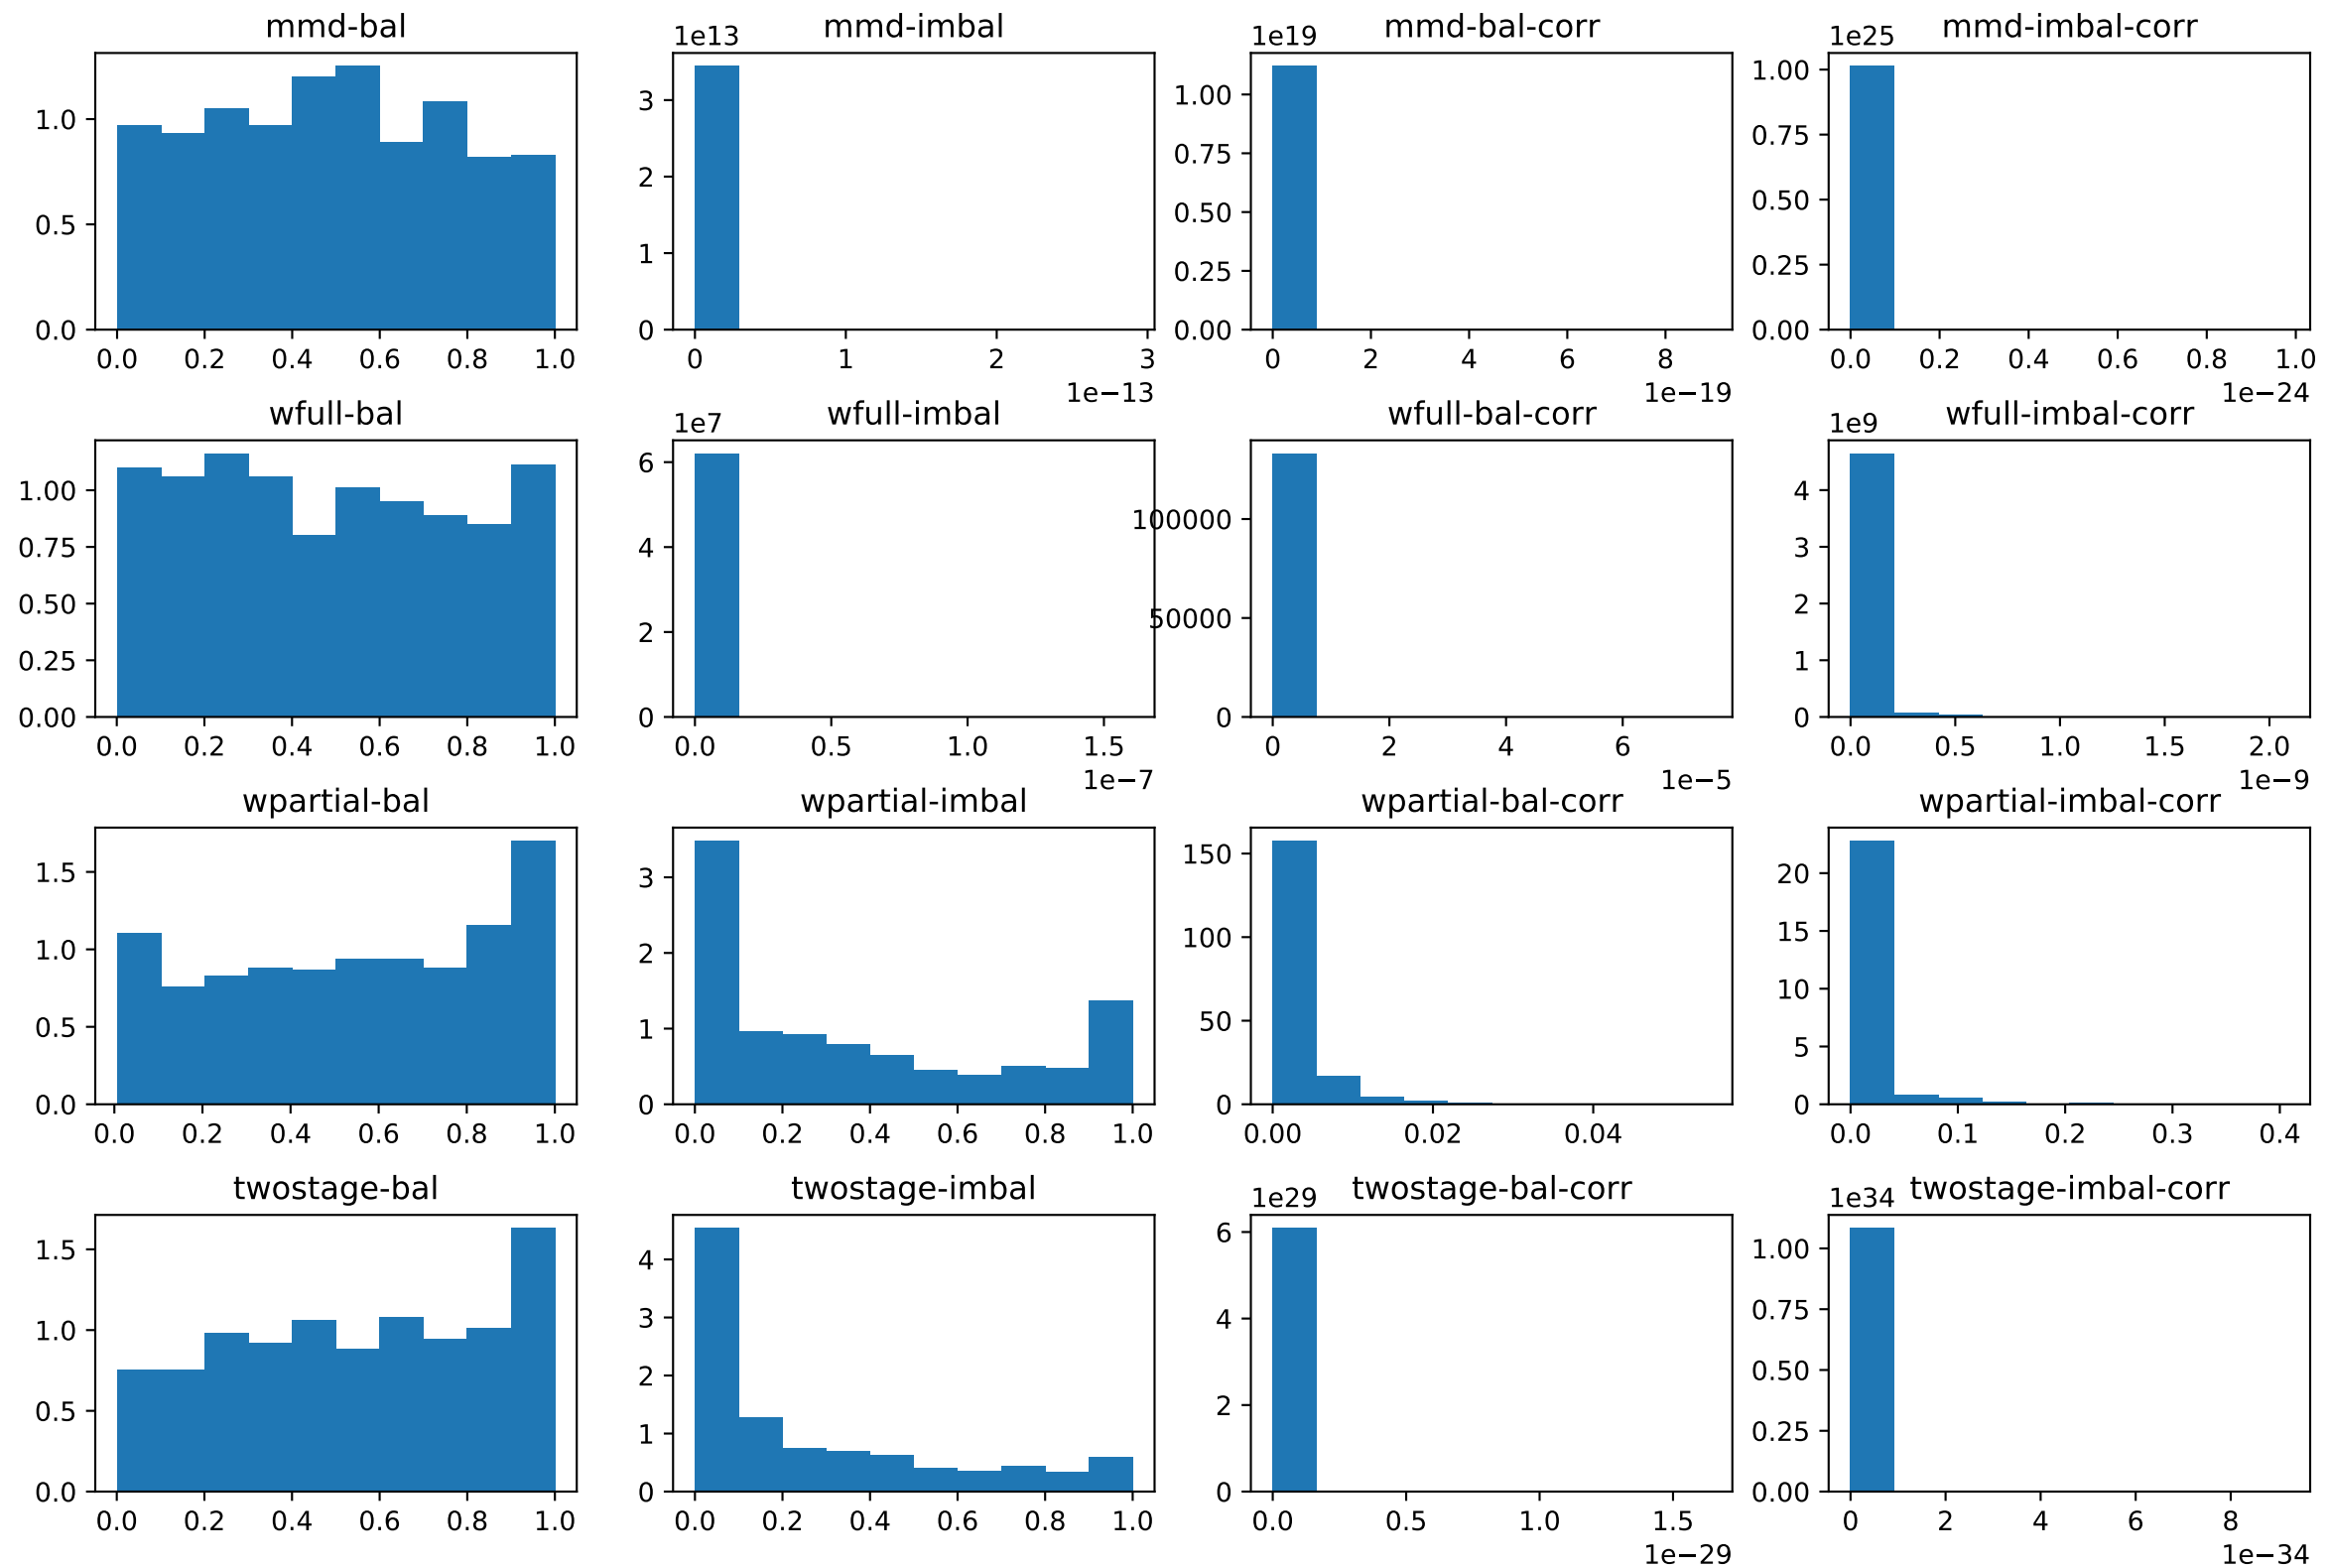 mmd-bal
1.0
0.5
0.0
0.0 0.2 0.4 0.6 0.8 1.0
mmd-imbal
1e13
3
2
1
0
0 1 2 3
1e−13
mmd-bal-corr
1e19
1.00
0.75
0.50
0.25
0.00
0 2 4 6 8
1e−19
mmd-imbal-corr
1e25
1.00
0.75
0.50
0.25
0.00
0.0 0.2 0.4 0.6 0.8 1.0
1e−24
wfull-bal
1.00
0.75
0.50
0.25
0.00
0.0 0.2 0.4 0.6 0.8 1.0
wfull-imbal
1e7
6
4
2
0
0.0 0.5 1.0 1.5
1e−7
wfull-bal-corr
100000
50000
0
0 2 4 6
1e−5
wfull-imbal-corr
1e9
4
3
2
1
0
0.0 0.5 1.0 1.5 2.0
1e−9
wpartial-bal
1.5
1.0
0.5
0.0
0.0 0.2 0.4 0.6 0.8 1.0
wpartial-imbal
3
2
1
0
0.0 0.2 0.4 0.6 0.8 1.0
wpartial-bal-corr
150
100
50
0
0.00 0.02 0.04
wpartial-imbal-corr
20
15
10
5
0
0.0 0.1 0.2 0.3 0.4
twostage-bal
1.5
1.0
0.5
0.0
0.0 0.2 0.4 0.6 0.8 1.0
twostage-imbal
4
3
2
1
0
0.0 0.2 0.4 0.6 0.8 1.0
twostage-bal-corr
1e29
6
4
2
0
0.0 0.5 1.0 1.5
1e−29
twostage-imbal-corr
1e34
1.00
0.75
0.50
0.25
0.00
0 2 4 6 8
1e−34